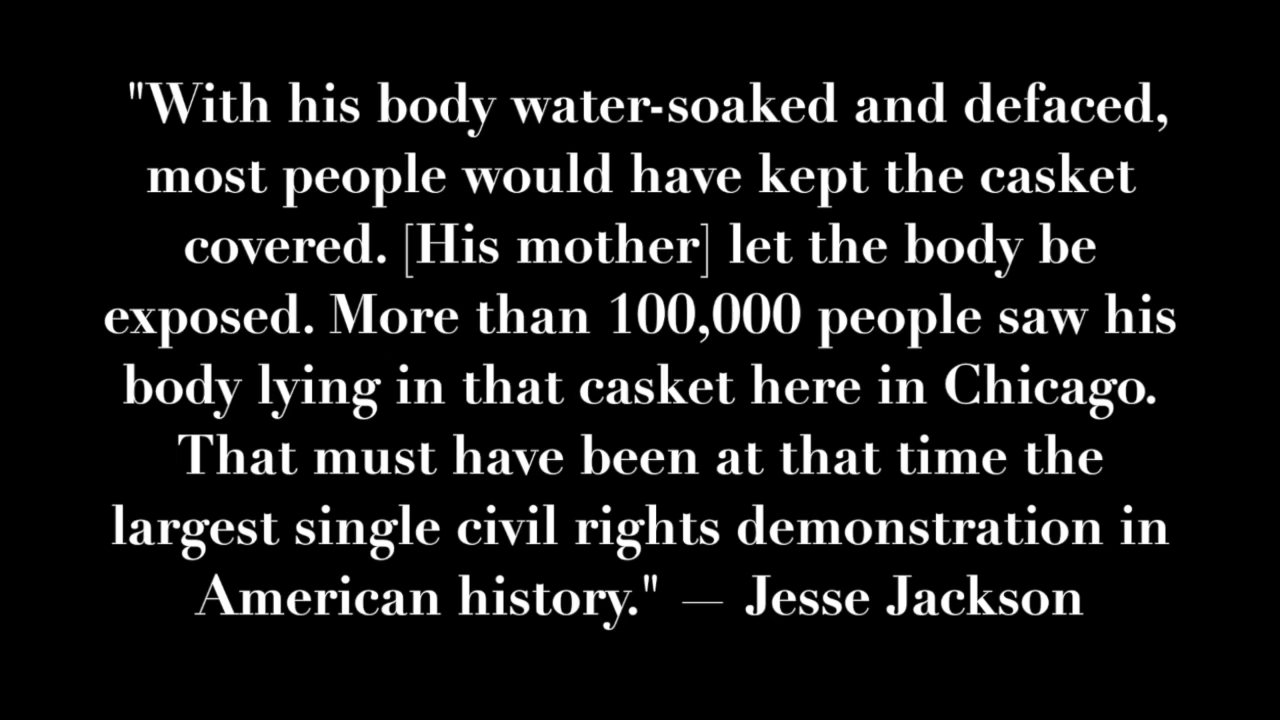 "With his body water-soaked and defaced,
most people would have kept the casket
covered. [His mother] let the body be
exposed. More than 100,000 people saw his
body lying in that casket here in Chicago.
That must have been at that time the
largest single civil rights demonstration in
American history." — Jesse Jackson